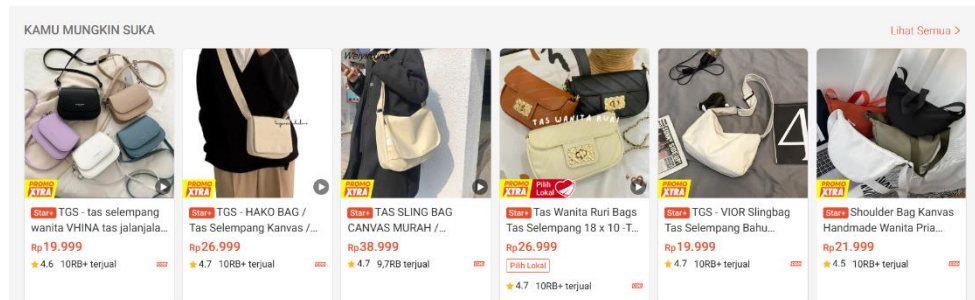 KAMU MUNGKIN SUKA
Lihat Semua >
Weiyinxing
TAS WANITA RURI
4
PROMO XTRA
PROMO XTRA
PROMO XTRA
PROMO XTRA Pilih Lokal
PROMO XTRA
PROMO XTRA
Star+ TGS - tas selempang
wanita VHINA tas jalanjala...
Rp19.999
4.6 10RB+ terjual
Star+ TGS - HAKO BAG /
Tas Selempang Kanvas /...
Rp26.999
4.7 10RB+ terjual
Star+ TAS SLING BAG
CANVAS MURAH /...
Rp38.999
4.7 9,7RB terjual
Star+ Tas Wanita Ruri Bags
Tas Selempang 18 x 10 -T...
Rp26.999
Pilih Lokal
4.7 10RB+ terjual
Star+ TGS - VIOR Slingbag
Tas Selempang Bahu...
Rp19.999
4.7 10RB+ terjual
Star+ Shoulder Bag Kanvas
Handmade Wanita Pria...
Rp21.999
4.5 10RB+ terjual